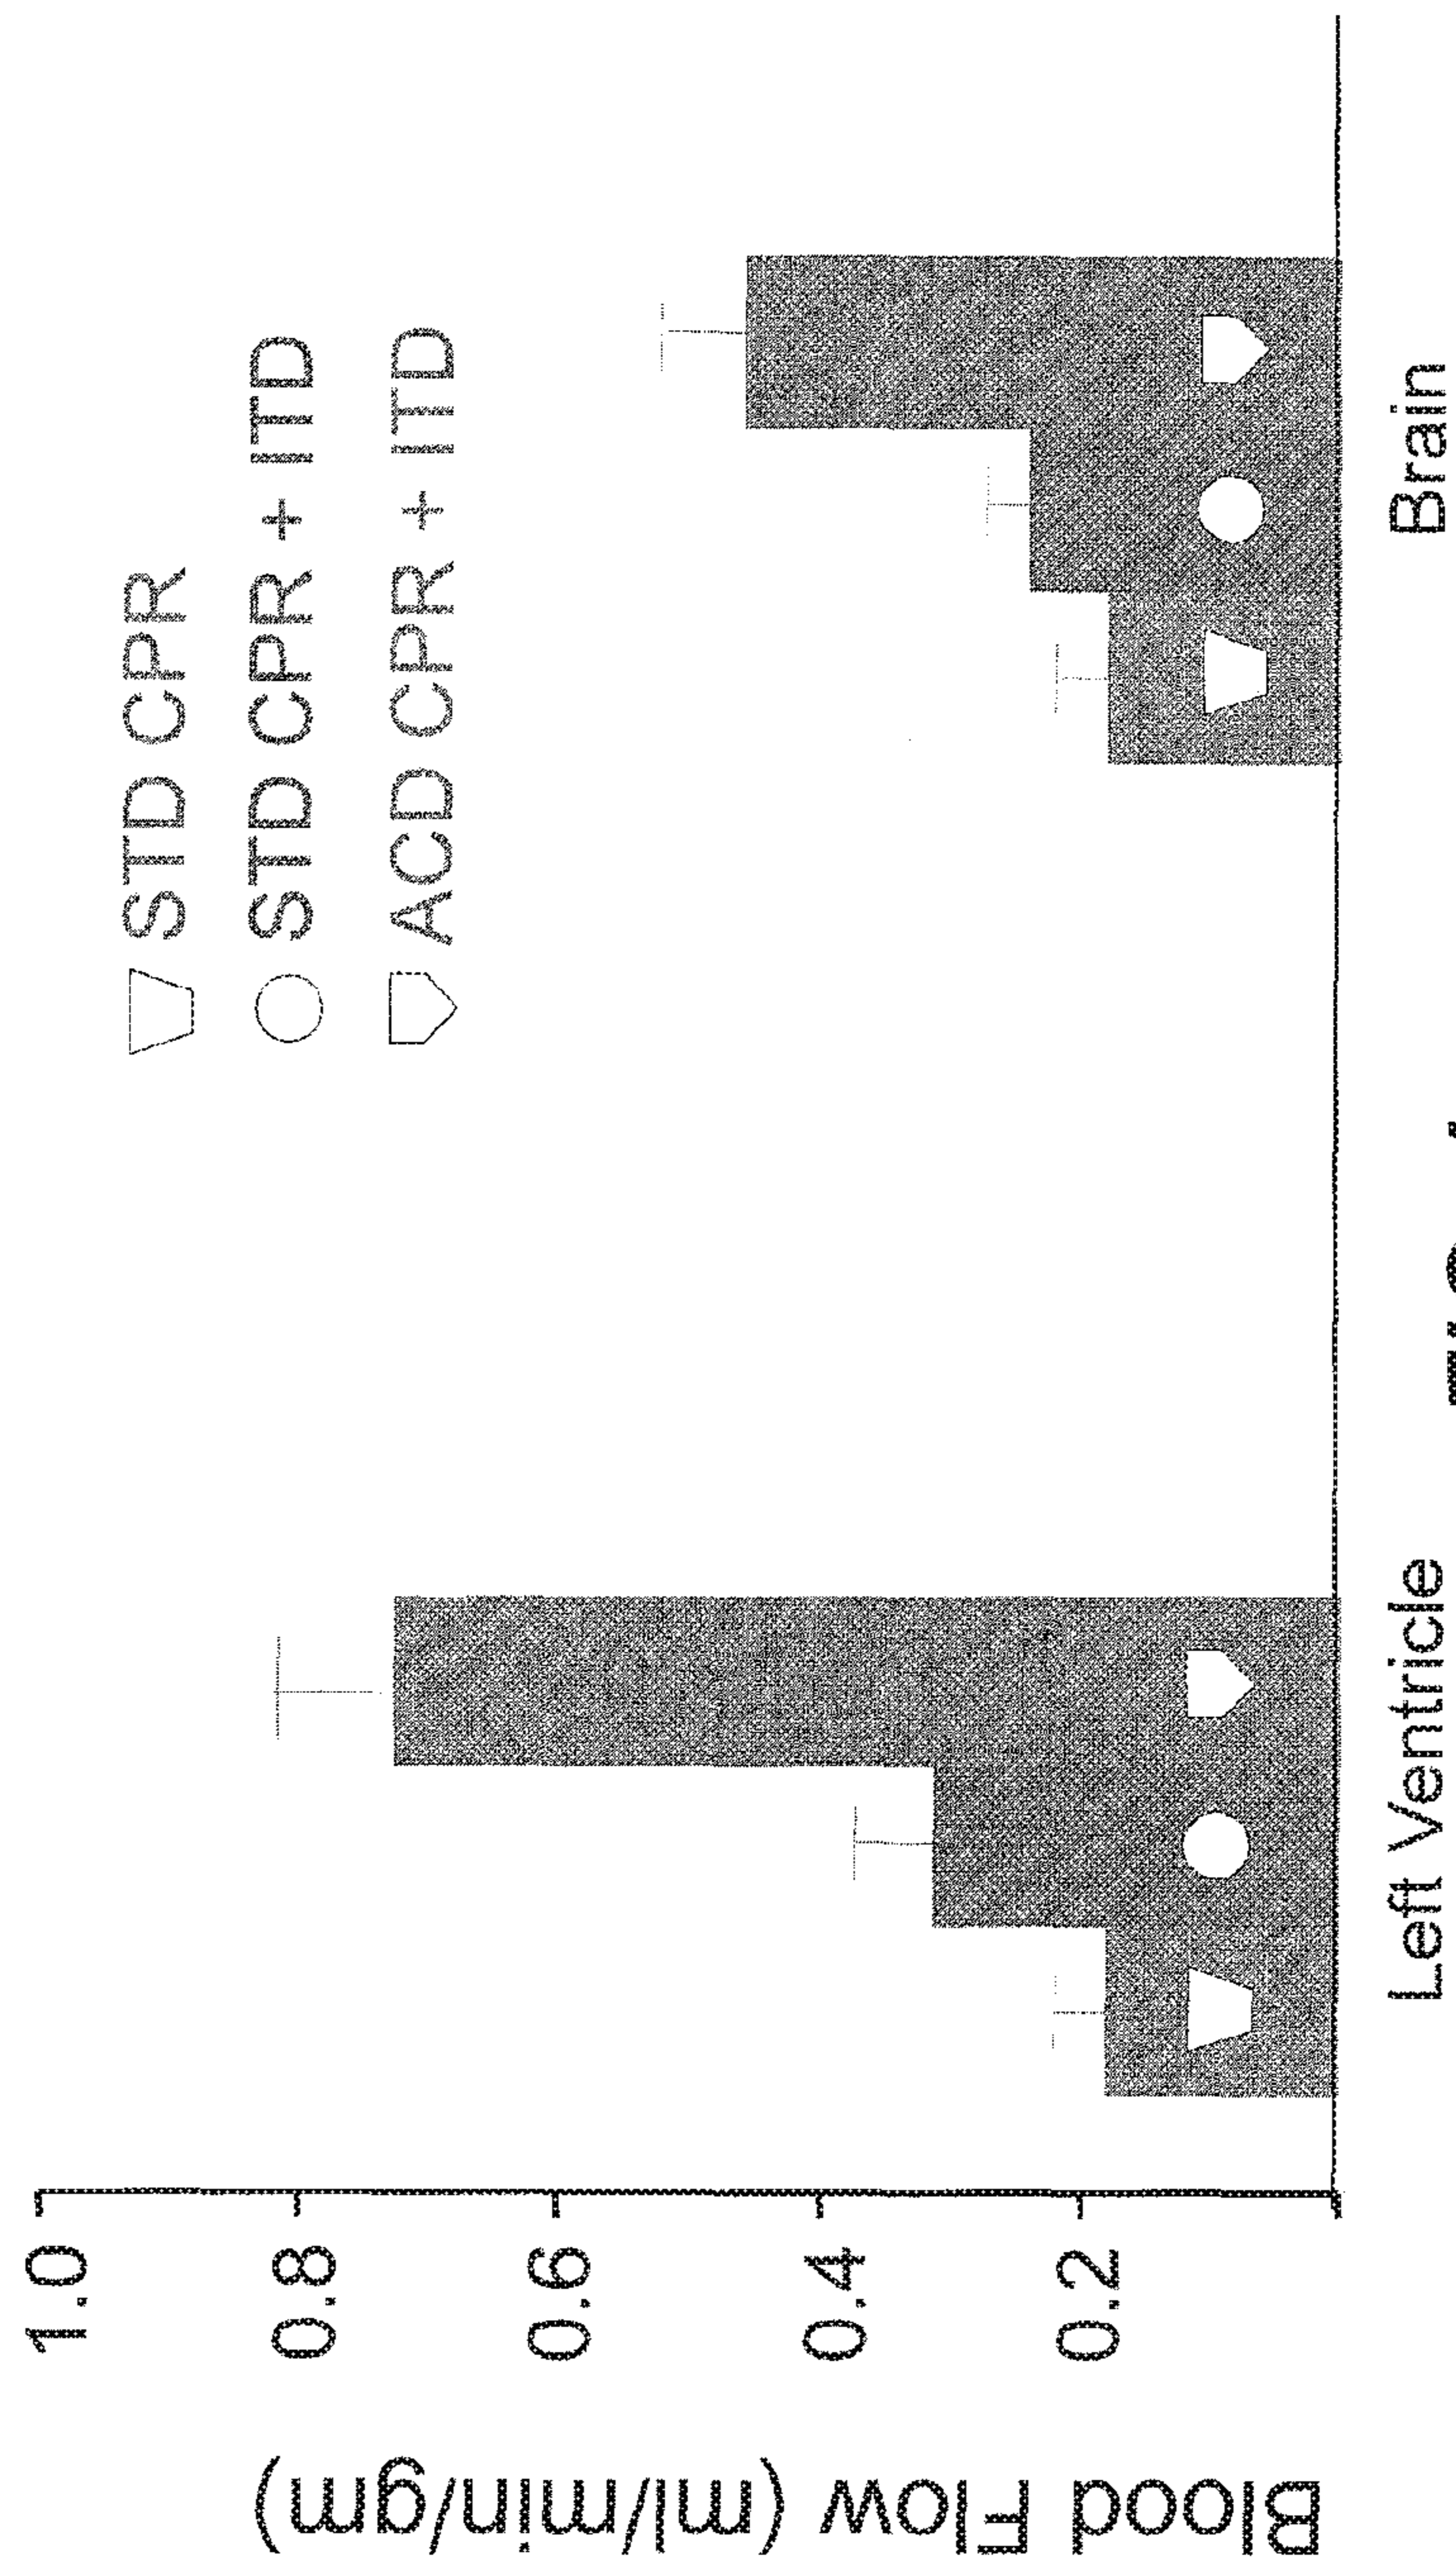 STD CPR
STD CPR + ITD
ACD CPR + ITD
Blood Flow (ml/min/gm)
1.0
0.8
0.6
0.4
0.2
Left Ventricle
Brain